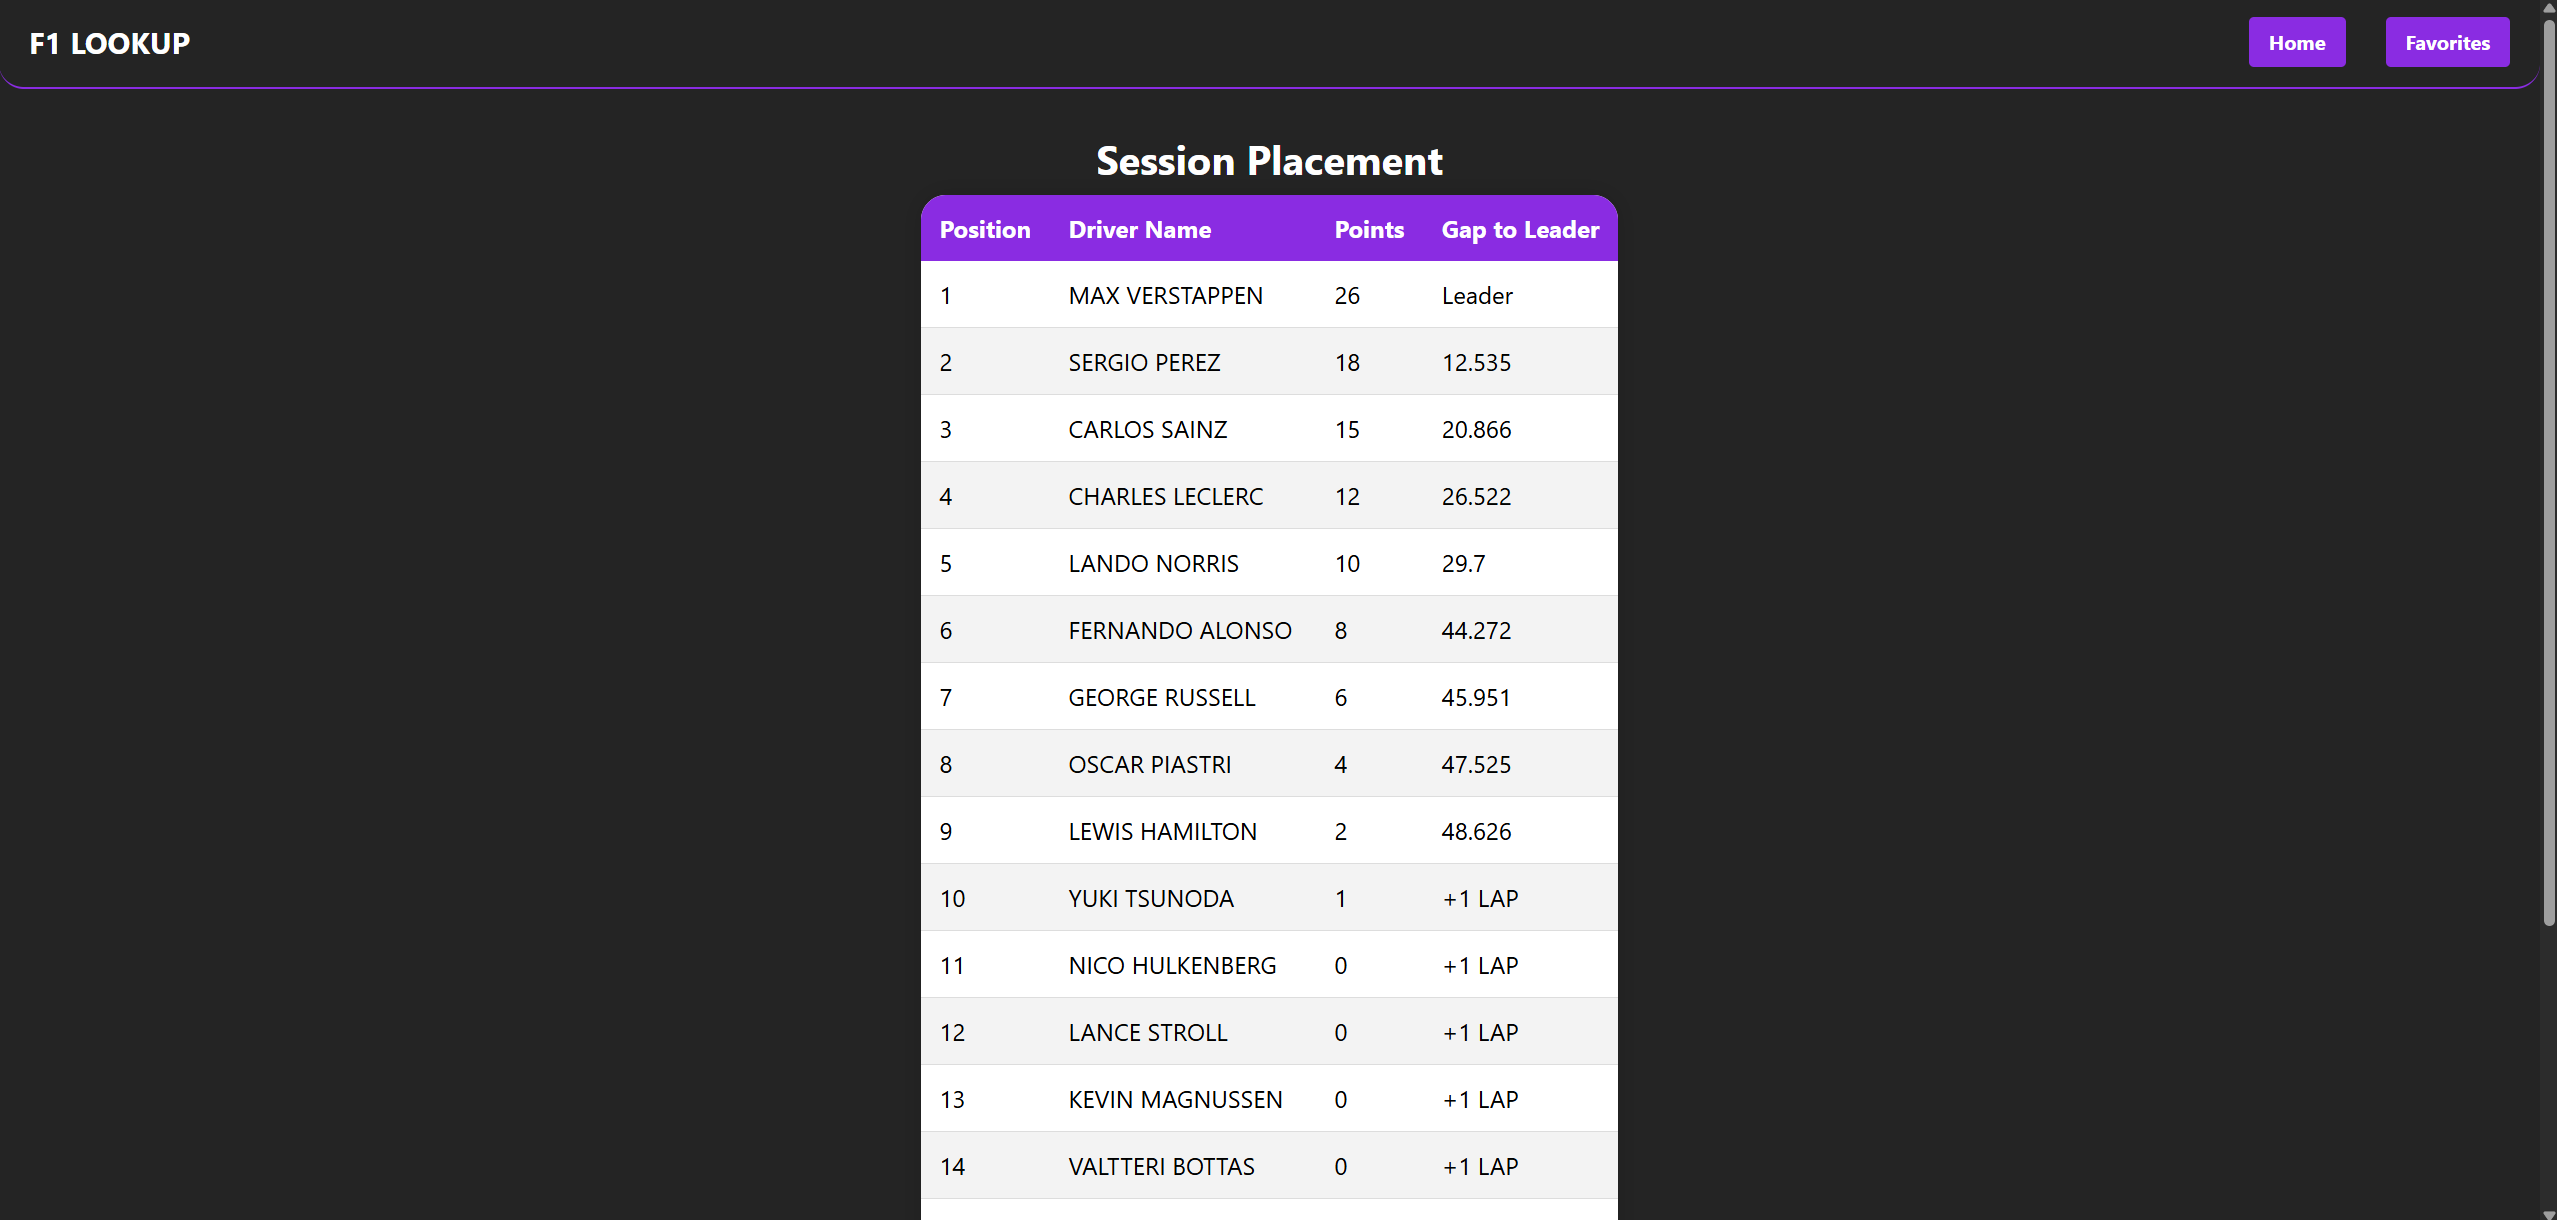 F1 LOOKUP Home Favorites
Session Placement
Position Driver Name Points Gap to Leader
1 MAX VERSTAPPEN 26 Leader
2 SERGIO PEREZ 18 12.535
3 CARLOS SAINZ 15 20.866
4 CHARLES LECLERC 12 26.522
5 LANDO NORRIS 10 29.7
6 FERNANDO ALONSO 8 44.272
7 GEORGE RUSSELL 6 45.951
8 OSCAR PIASTRI 4 47.525
9 LEWIS HAMILTON 2 48.626
10 YUKI TSUNODA 1 +1 LAP
11 NICO HULKENBERG 0 +1 LAP
12 LANCE STROLL 0 +1 LAP
13 KEVIN MAGNUSSEN 0 +1 LAP
14 VALTTERI BOTTAS 0 +1 LAP